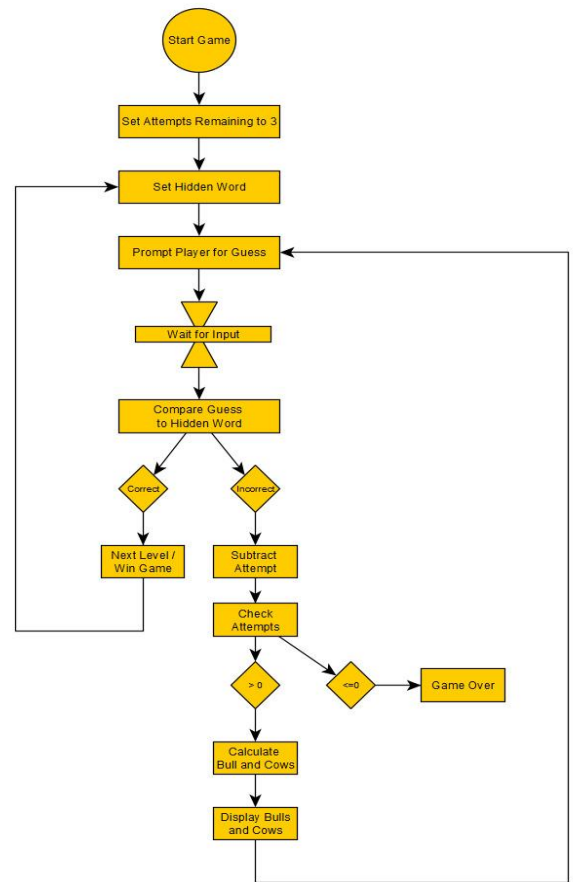 Start Game
Set Attempts Remaining to 3
Set Hidden Word
Prompt Player for Guess
Wait for Input
Compare Guess
to Hidden Word
Correct
Incorrect
Next Level /
Win Game
Subtract
Attempt
Check
Attempts
> 0
<=0
Game Over
Calculate
Bull and Cows
Display Bulls
and Cows